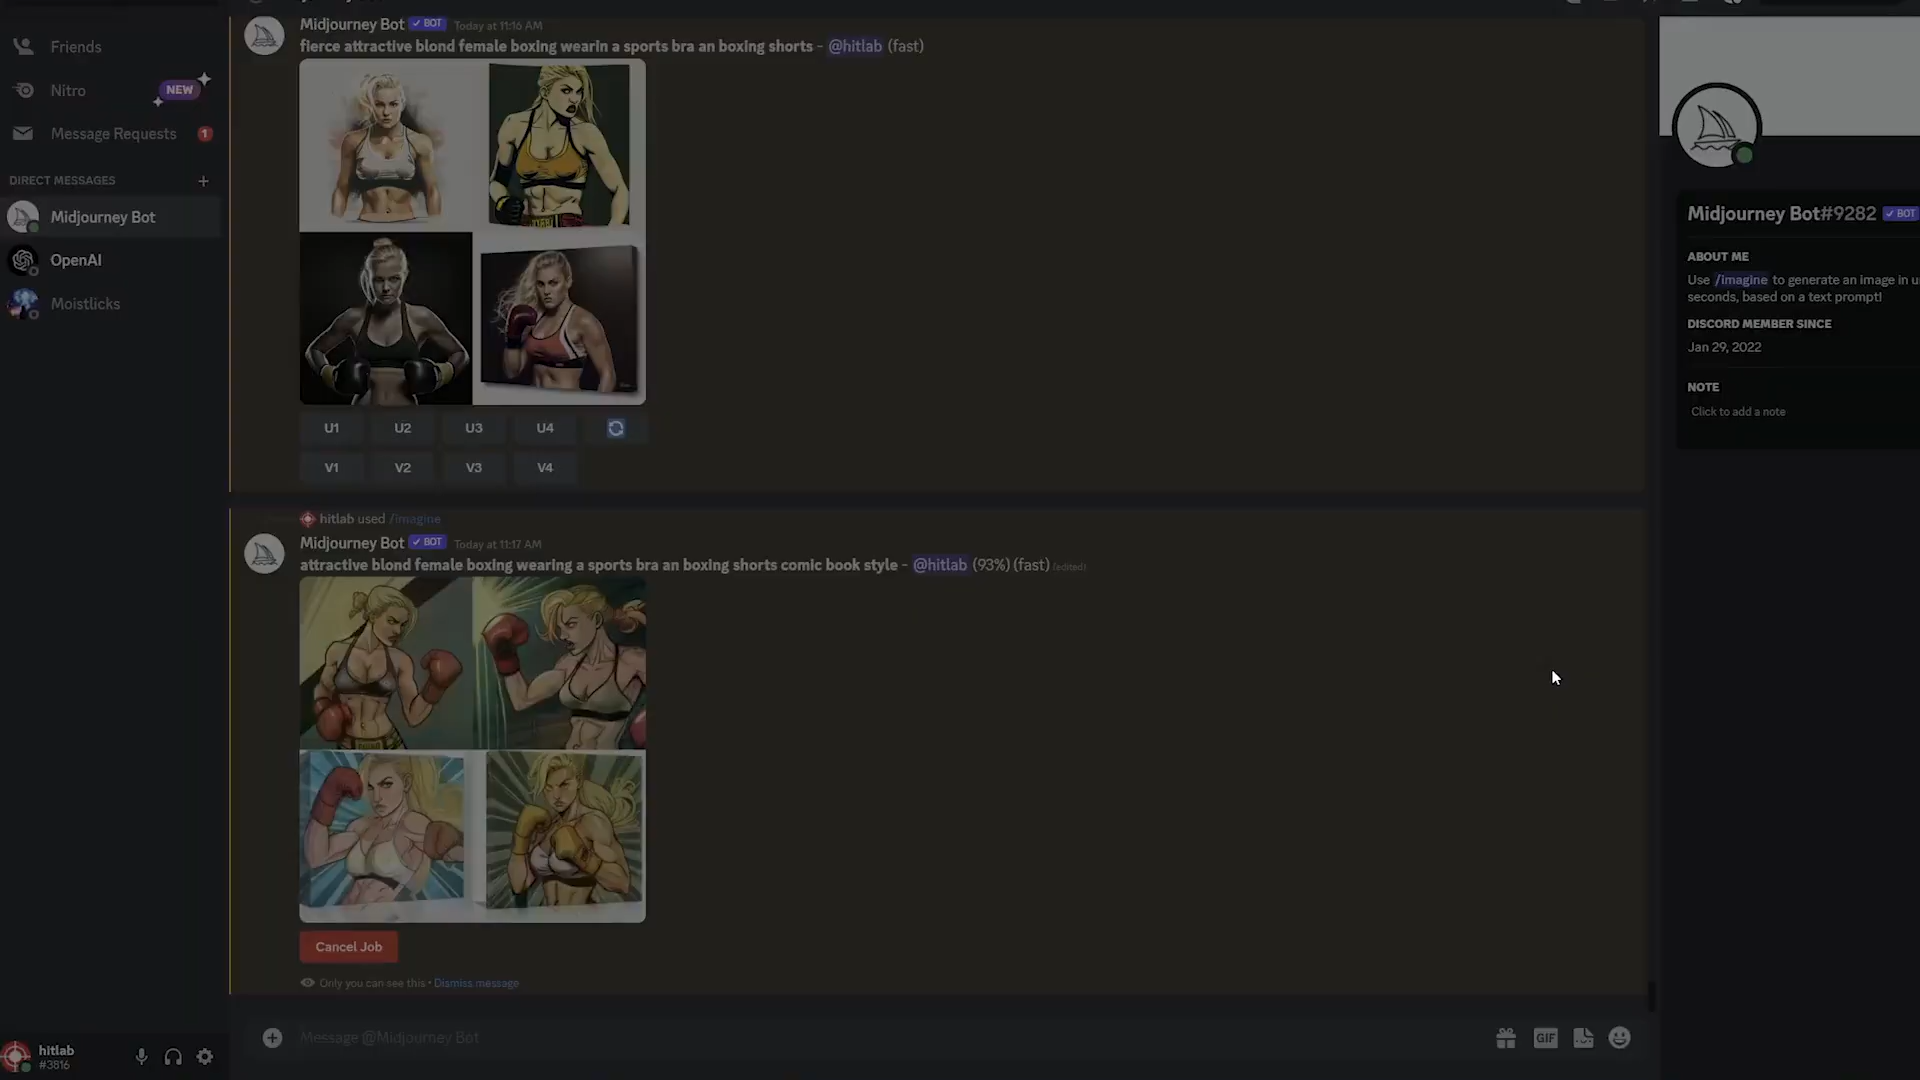 Friends
Nitro
NEW
Message Requests
1
DIRECT MESSAGES
Midjourney Bot
OpenAI
Moistlicks
hitlab
#3816
Midjourney Bot BOT Today at 11:16 AM
fierce attractive blond female boxing wearin a sports bra an boxing shorts - @hitlab (fast)
U1 U2 U3 U4
V1 V2 V3 V4
hitlab used /imagine
Midjourney Bot BOT Today at 11:17 AM
attractive blond female boxing wearing a sports bra an boxing shorts comic book style - @hitlab (93%) (fast) (edited)
Cancel Job
Only you can see this • Dismiss message
Message @Midjourney Bot
GIF
Midjourney Bot#9282 BOT
ABOUT ME
Use /imagine to generate an image in u
seconds, based on a text prompt!
DISCORD MEMBER SINCE
Jan 29, 2022
NOTE
Click to add a note